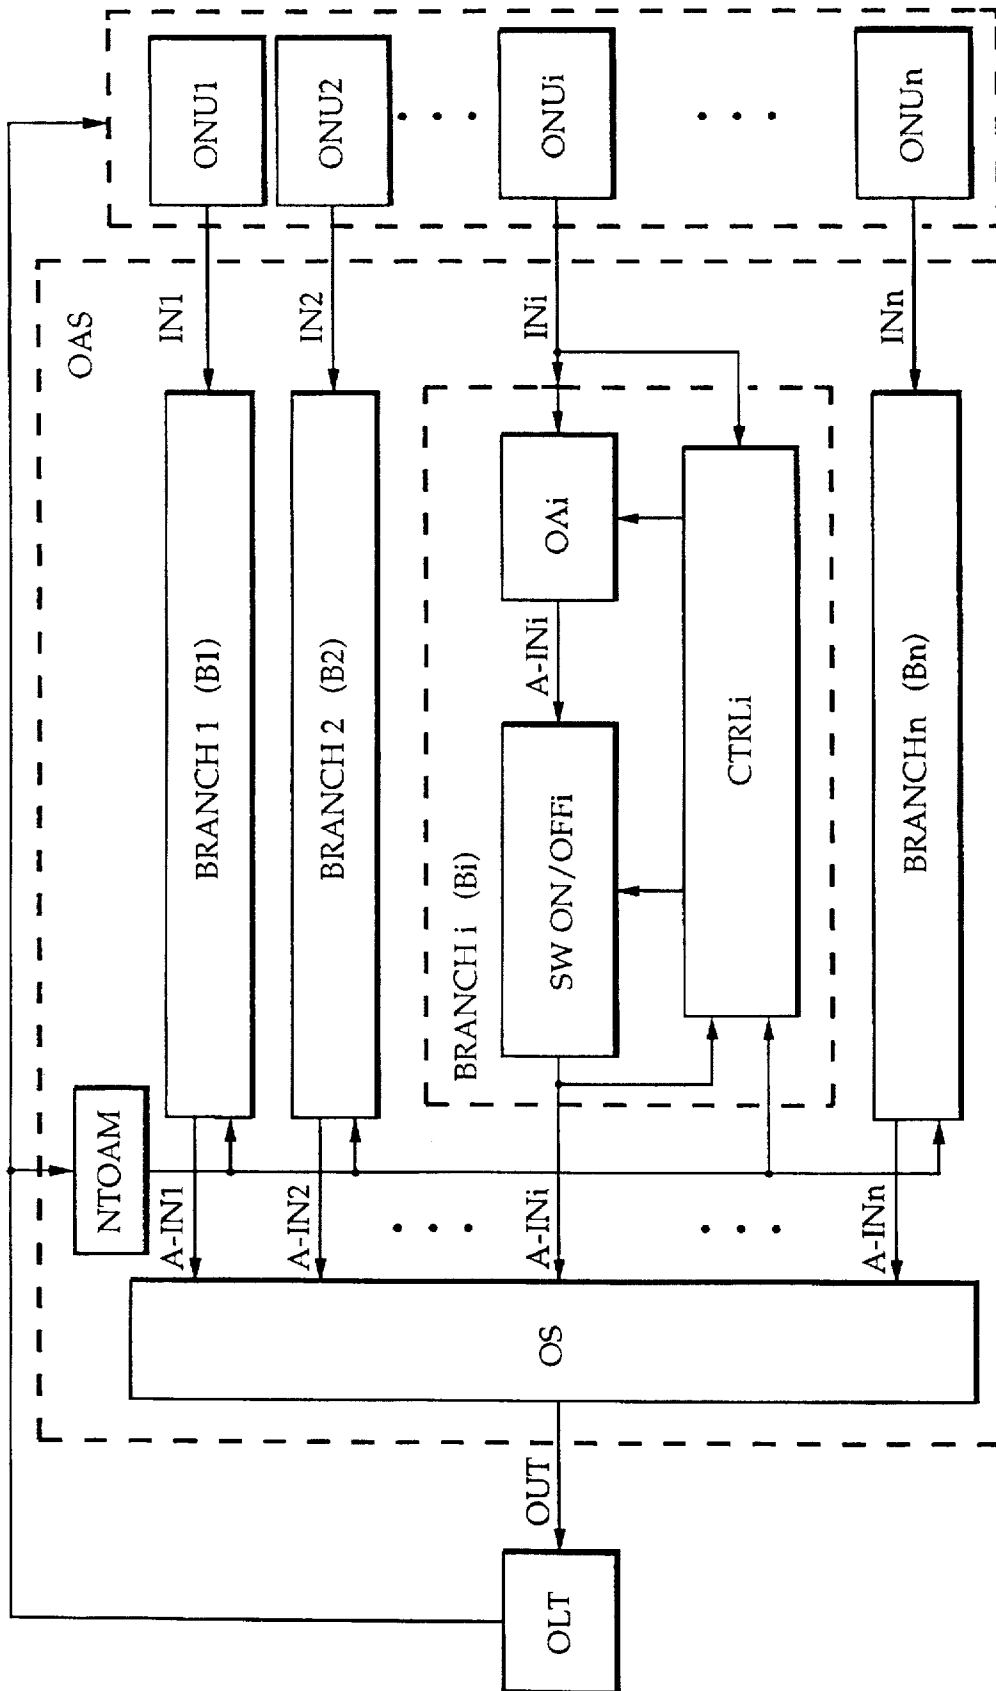 ONU1
ONU2
ONUi
ONUn
OAS
IN1
IN2
INi
INn
BRANCH 1 (B1)
BRANCH 2 (B2)
BRANCH i (Bi)
OAi
A-INi
SW ON/OFFi
CTRLi
BRANCHn (Bn)
NTOAM
A-IN1
A-IN2
A-INi
A-INn
OS
OUT
OLT